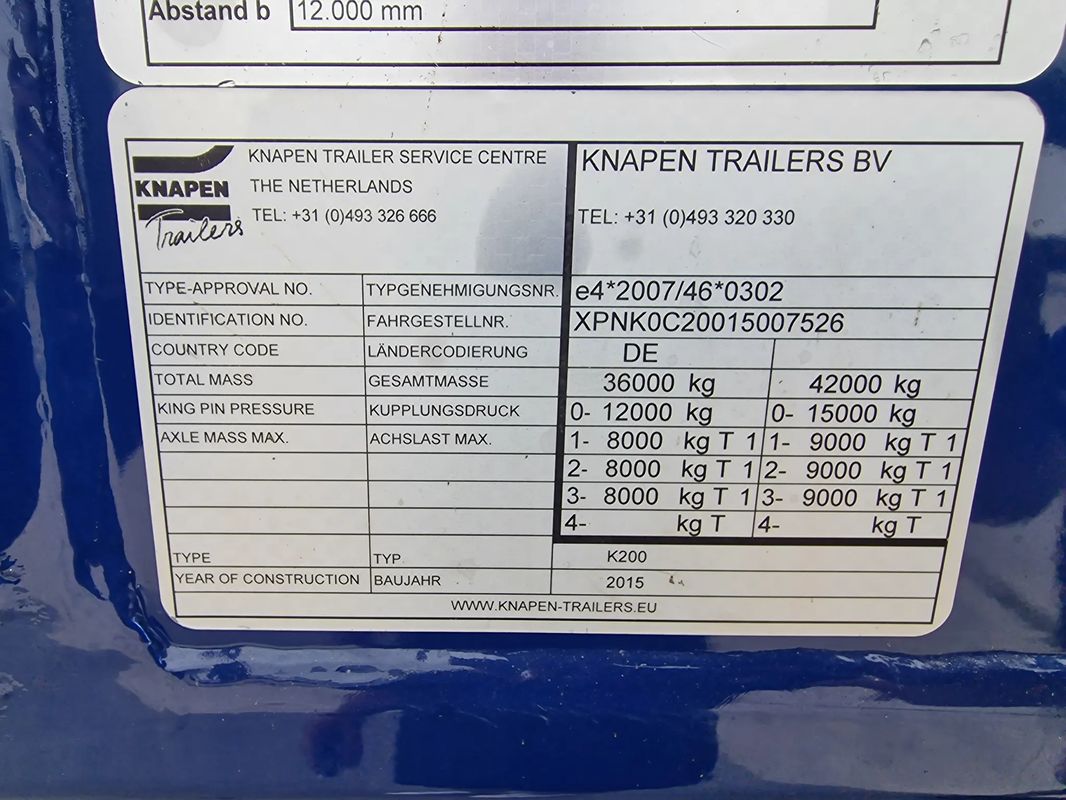 Abstand b 12.000 mm
KNAPEN
Trailers
KNAPEN TRAILER SERVICE CENTRE
THE NETHERLANDS
TEL: +31 (0)493 326 666
KNAPEN TRAILERS BV
TEL: +31 (0)493 320 330
TYPE-APPROVAL NO. TYPGENEHMIGUNGSNR. e4*2007/46*0302
IDENTIFICATION NO. FAHRGESTELLNR. XPNK0C20015007526
COUNTRY CODE LÄNDERCODIERUNG DE
TOTAL MASS GESAMTMASSE 36000 kg 42000 kg
KING PIN PRESSURE KUPPLUNGSDRUCK 0- 12000 kg 0- 15000 kg
AXLE MASS MAX. ACHSLAST MAX. 1- 8000 kg T 1 1- 9000 kg T 1
2- 8000 kg T 1 2- 9000 kg T 1
3- 8000 kg T 1 3- 9000 kg T 1
4- kg T 4- kg T
TYPE TYP K200
YEAR OF CONSTRUCTION BAUJAHR 2015
WWW.KNAPEN-TRAILERS.EU